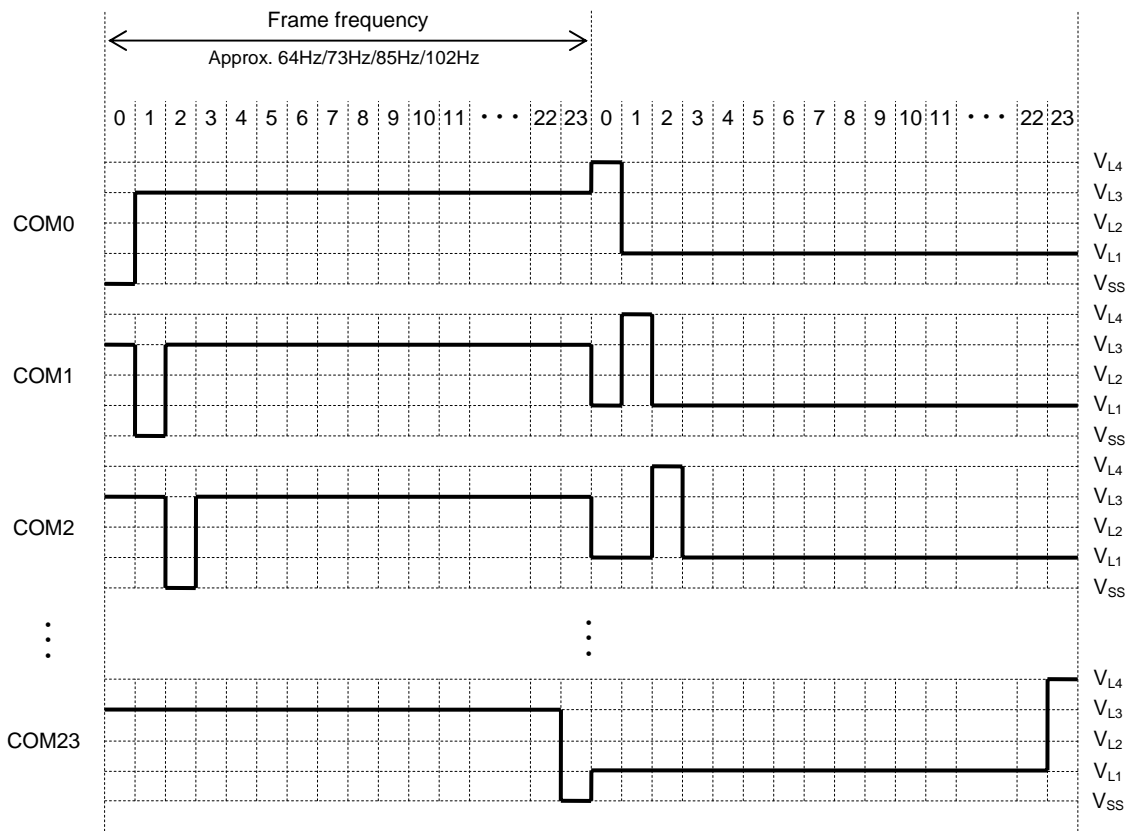 Frame frequency
Approx. 64Hz/73Hz/85Hz/102Hz
0 1 2 3 4 5 6 7 8 9 10 11 ・・・ 22 23 0 1 2 3 4 5 6 7 8 9 10 11 ・・・ 22 23
VL4
VL3
COM0 VL2
VL1
VSS
VL4
VL3
COM1 VL2
VL1
VSS
VL4
VL3
COM2 VL2
VL1
VSS
VL4
VL3
COM23 VL2
VL1
VSS